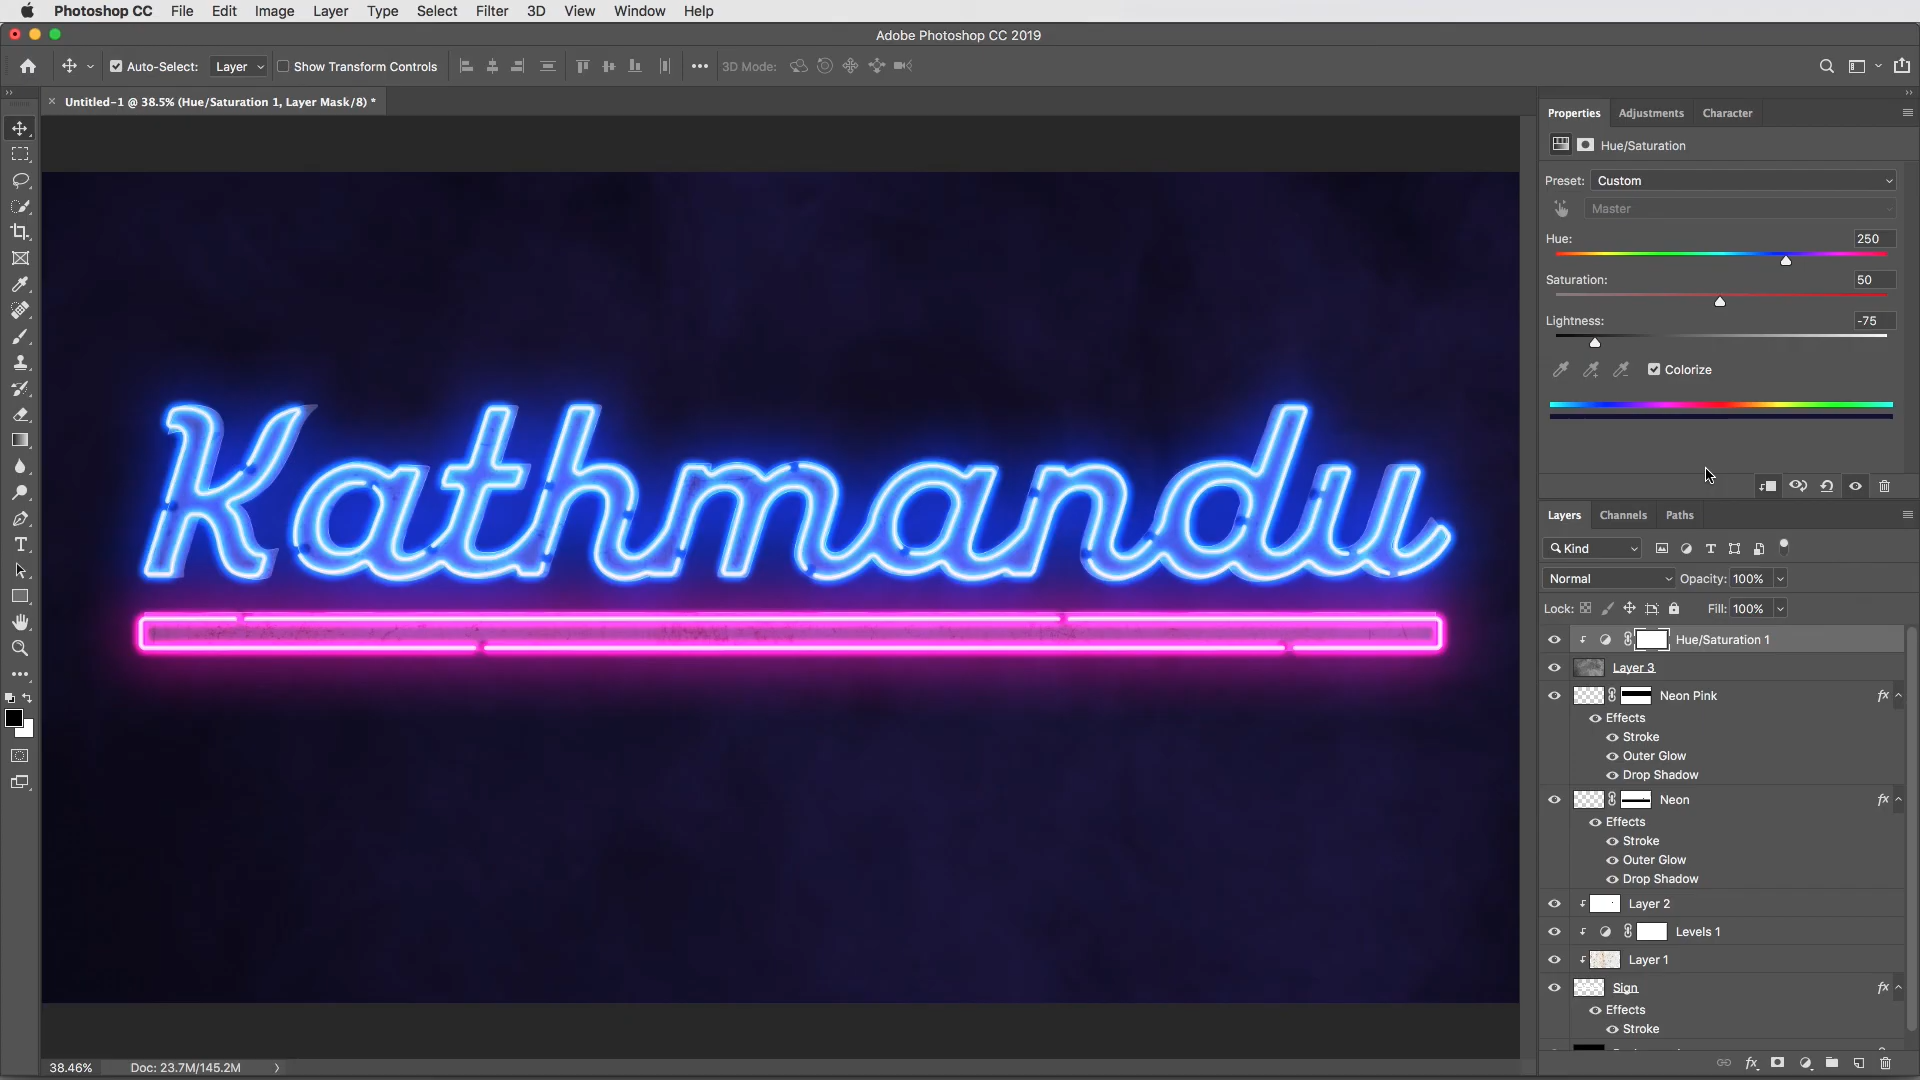 Photoshop CC File Edit Image Layer Type Select Filter 3D View Window Help
Adobe Photoshop CC 2019
Auto-Select: Layer Show Transform Controls 3D Mode:
Untitled-1 @ 38.5% (Hue/Saturation 1, Layer Mask/8) *
Properties Adjustments Character
Hue/Saturation
Preset: Custom
Master
Hue: 250
Saturation: 50
Lightness: -75
Colorize
Kathmandu
Layers Channels Paths
Kind
Normal Opacity: 100%
Lock: Fill: 100%
Hue/Saturation 1
Layer 3
Neon Pink fx
Effects
Stroke
Outer Glow
Drop Shadow
Neon fx
Effects
Stroke
Outer Glow
Drop Shadow
Layer 2
Levels 1
Layer 1
Sign fx
Effects
Stroke
38.46% Doc: 23.7M/145.2M
fx